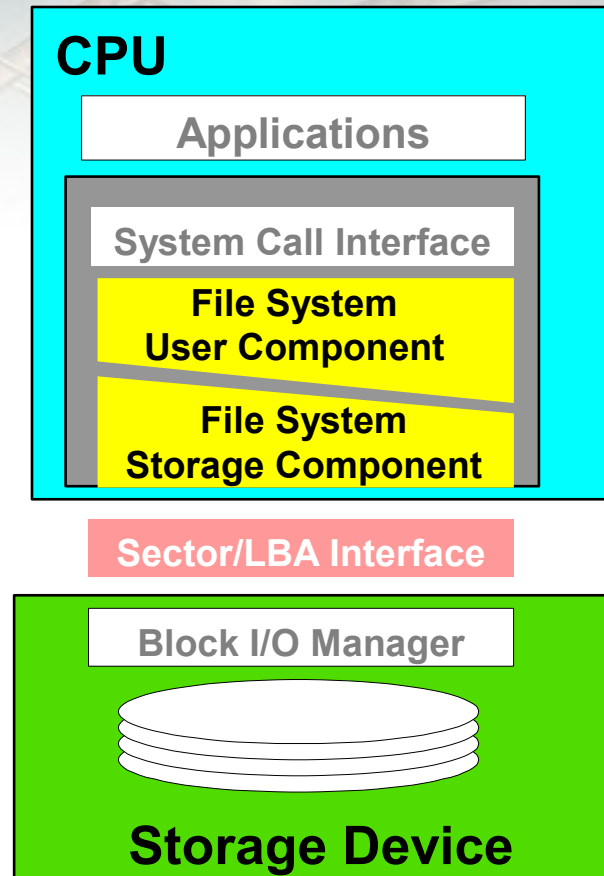 CPU
Applications
System Call Interface
File System
User Component
File System
Storage Component
Sector/LBA Interface
Block I/O Manager
Storage Device